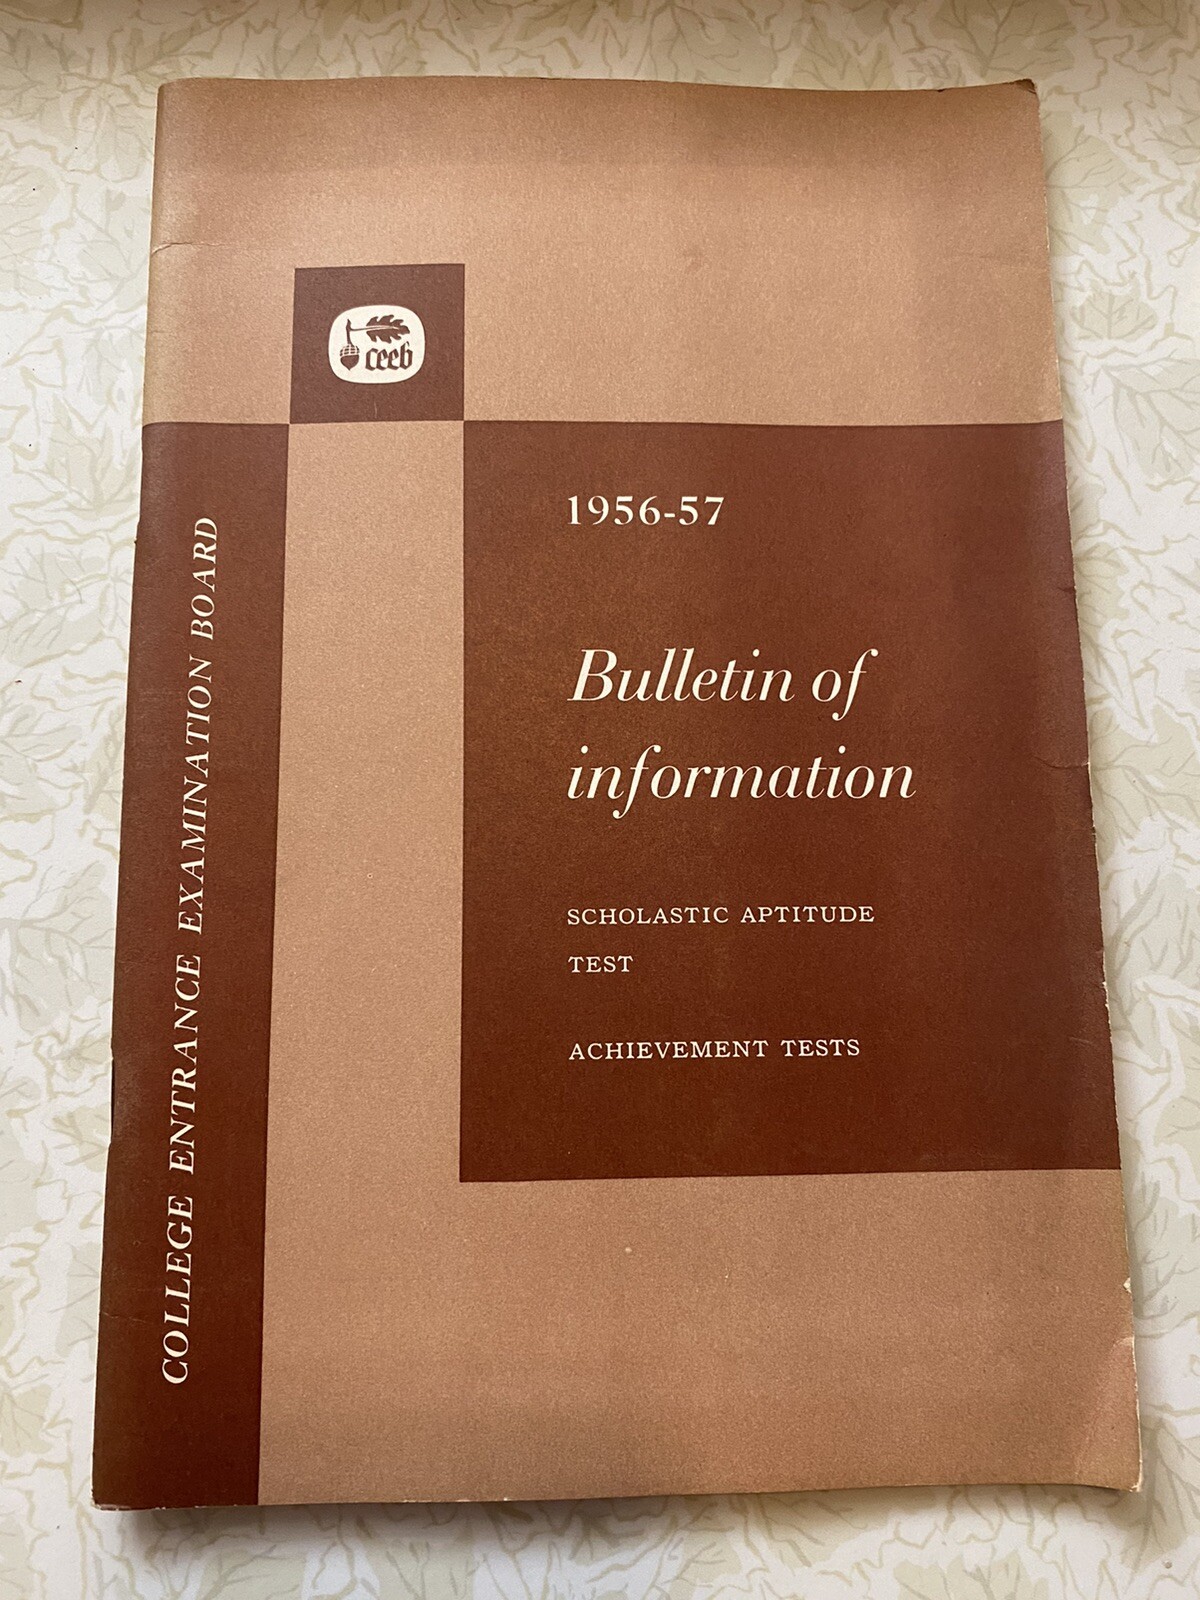 ceeb
COLLEGE ENTRANCE EXAMINATION BOARD
1956-57
Bulletin of
information
SCHOLASTIC APTITUDE
TEST
ACHIEVEMENT TESTS